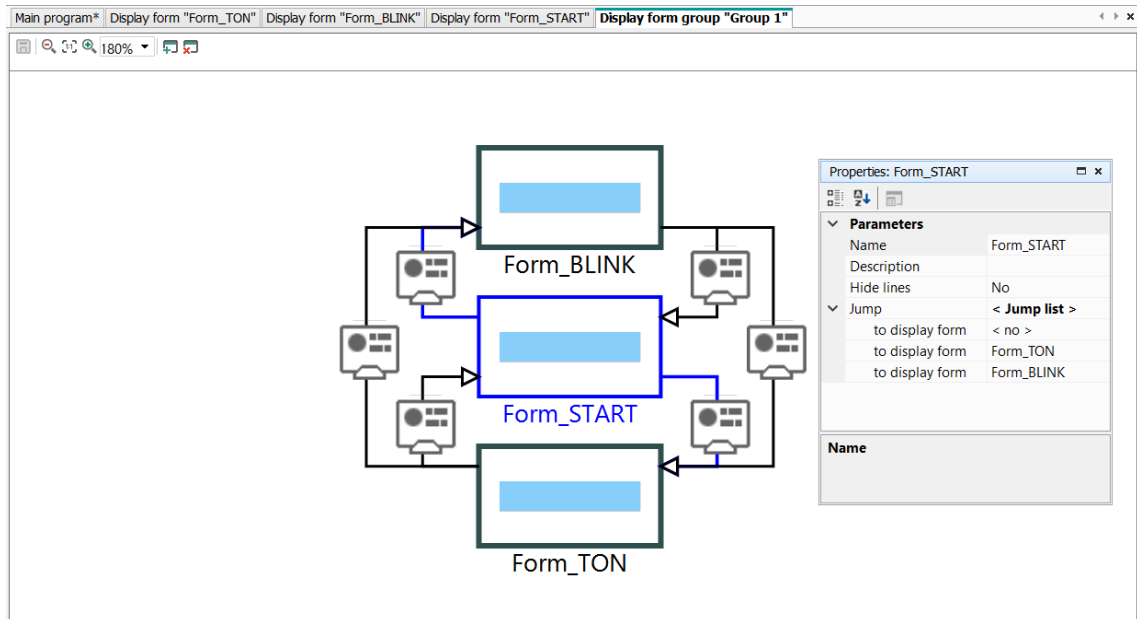 Main program* Display form "Form_TON" Display form "Form_BLINK" Display form "Form_START" Display form group "Group 1"
180%
Form_BLINK
Form_START
Form_TON
Properties: Form_START
Parameters
Name Form_START
Description
Hide lines No
Jump < Jump list >
to display form < no >
to display form Form_TON
to display form Form_BLINK
Name